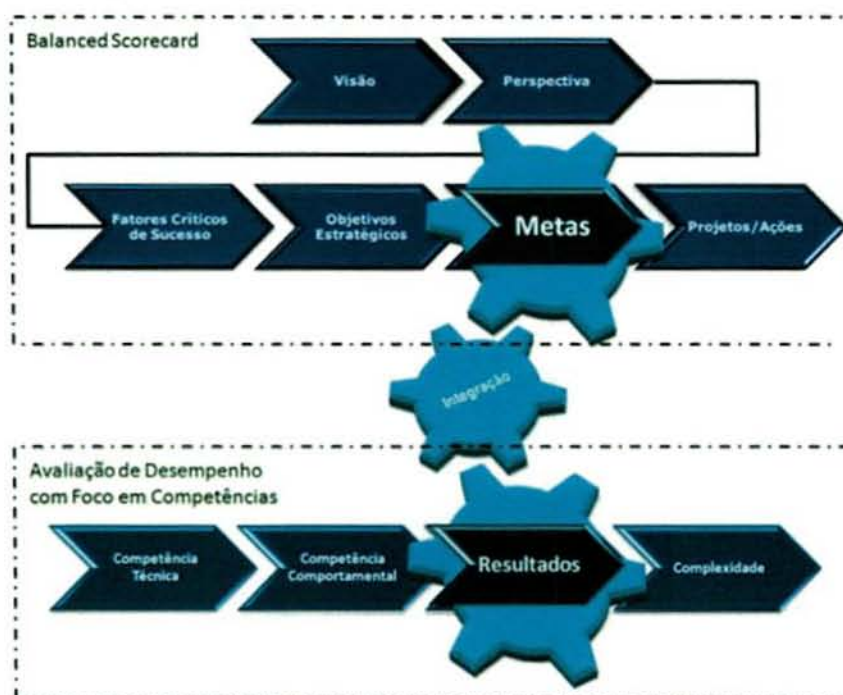 Balanced Scorecard
Visão
Perspectiva
Fatores Críticos
de Sucesso
Objetivos
Estratégicos
Metas
Projetos/Ações
Integração
Avaliação de Desempenho
com Foco em Competências
Competência
Técnica
Competência
Comportamental
Resultados
Complexidade